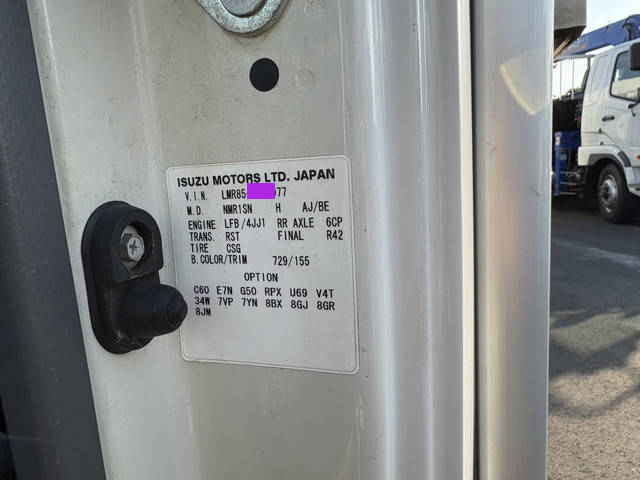 ISUZU MOTORS LTD. JAPAN
V.I.N. LMR85 77
M.D. NMR1SN H AJ/BE
ENGINE LFB/4JJ1 RR AXLE 6CP
TRANS. RST FINAL R42
TIRE CSG
B.COLOR/TRIM 729/155
OPTION
C60 E7N G50 RPX U69 V4T
34W 7VP 7YN 8BX 8GJ 8GR
8JM